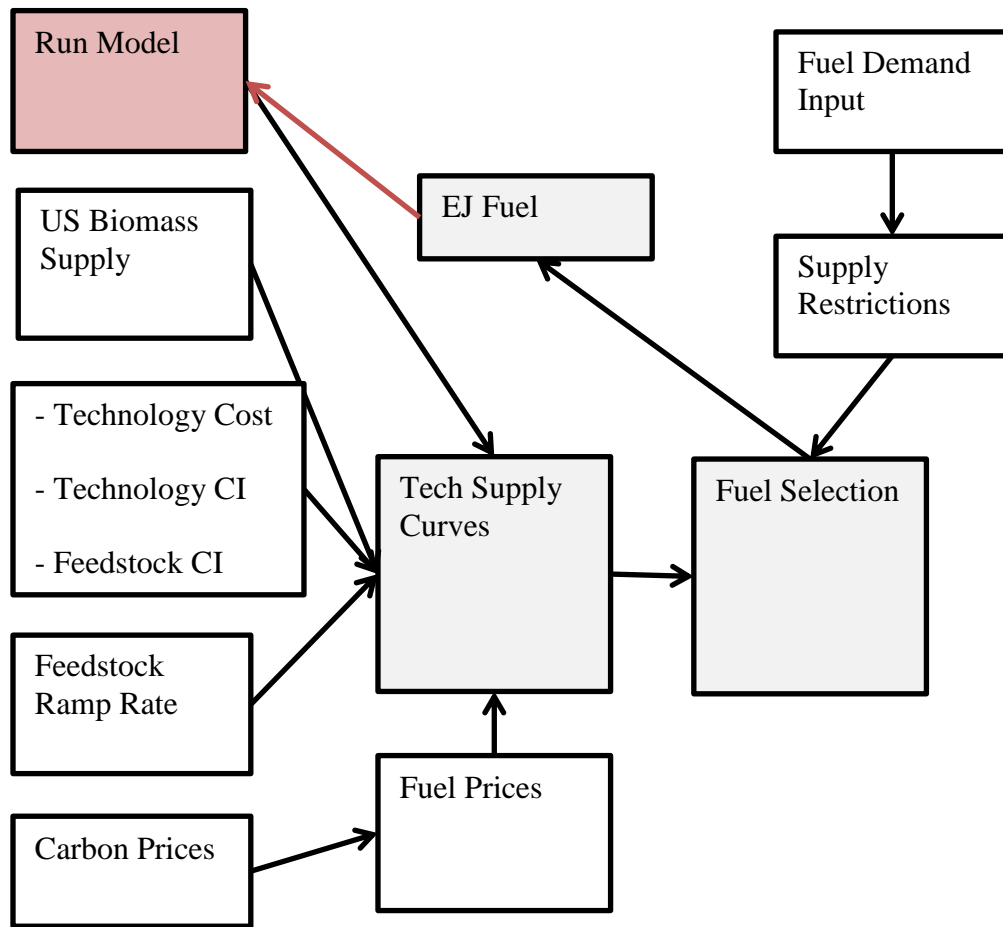 Run Model
Fuel Demand
Input
US Biomass
Supply
EJ Fuel
Supply
Restrictions
- Technology Cost
- Technology CI
- Feedstock CI
Tech Supply
Curves
Fuel Selection
Feedstock
Ramp Rate
Fuel Prices
Carbon Prices